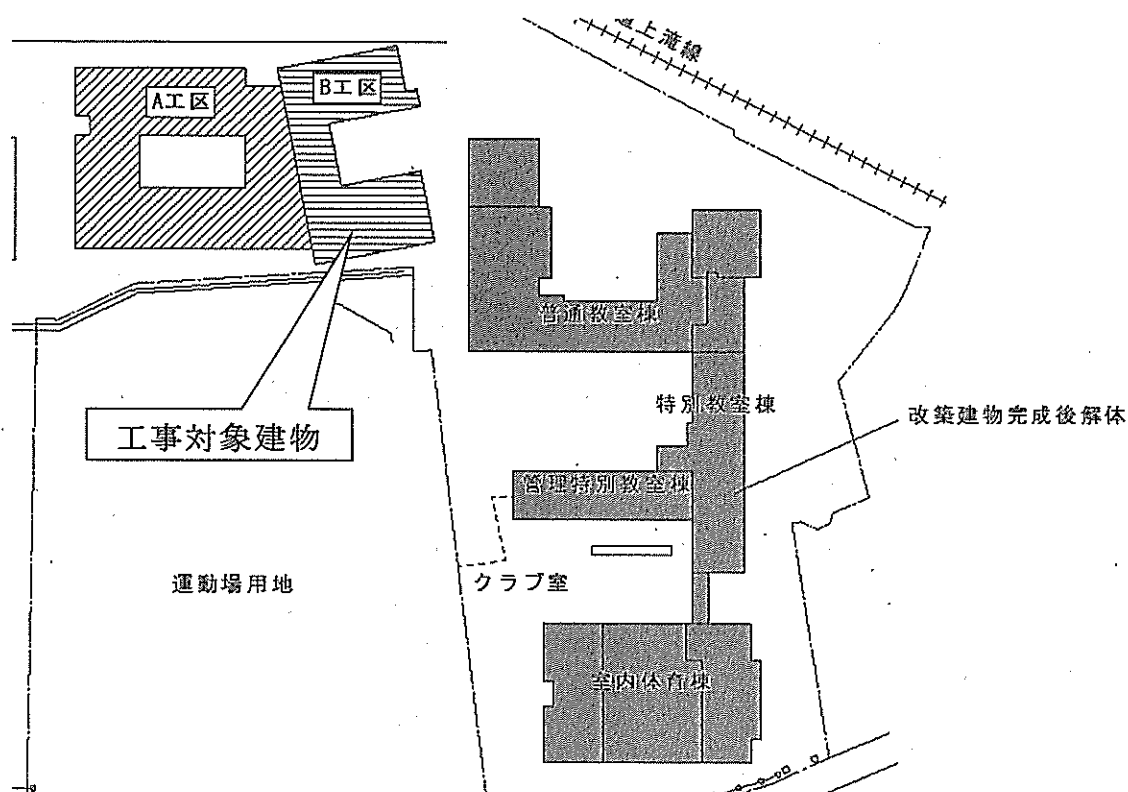 上滝線
A工区
B工区
普通教室棟
特別教室棟
改築建物完成後解体
工事対象建物
管理特別教室棟
運動場用地
クラブ室
室内体育棟